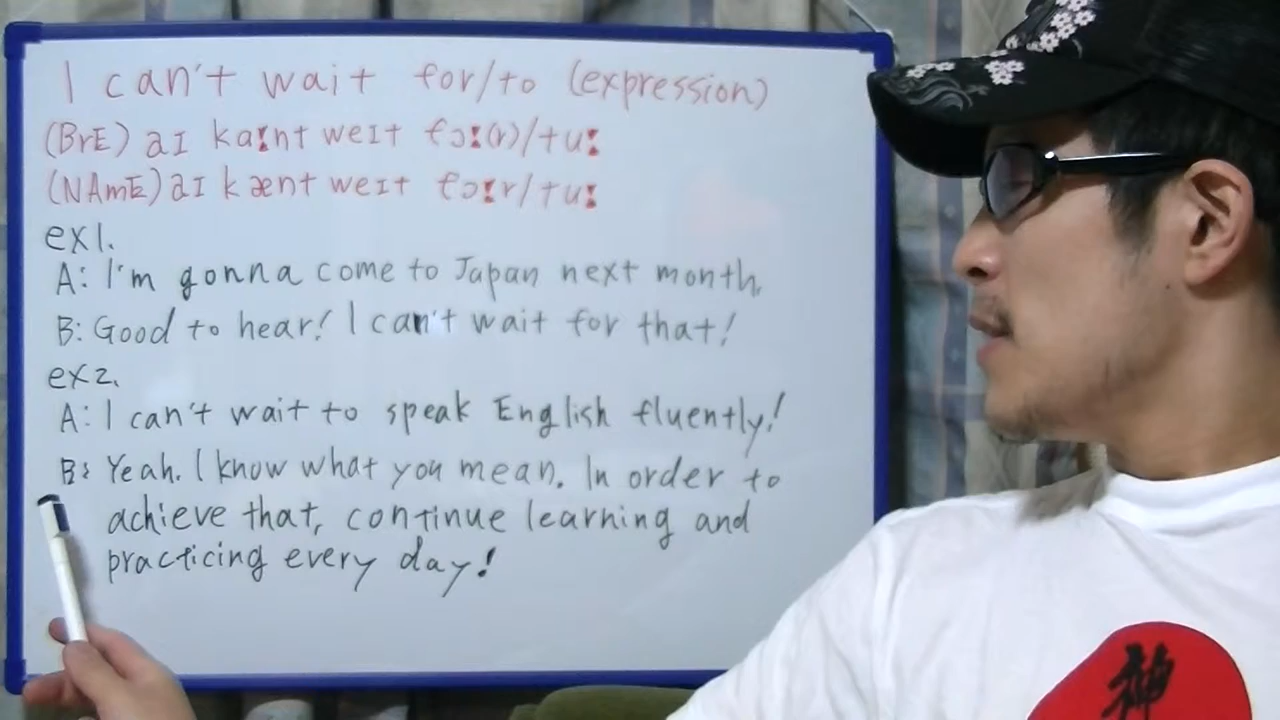 I can't wait for/to (expression)
(BrE) aɪ kaːnt weɪt fɔː(r)/tuː
(NAmE) aɪ kænt weɪt fɔːr/tuː
ex1.
A: I'm gonna come to Japan next month.
B: Good to hear! I can't wait for that!
ex2.
A: I can't wait to speak English fluently!
B: Yeah. I know what you mean. In order to
achieve that, continue learning and
practicing every day!
神